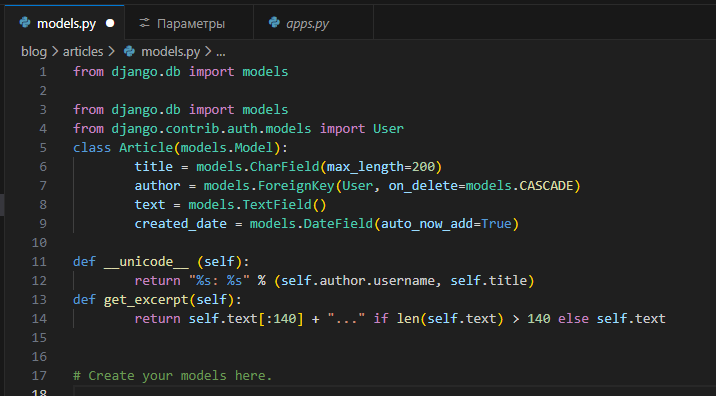 models.py ● Параметры apps.py
blog > articles > models.py > ...
1 from django.db import models
2
3 from django.db import models
4 from django.contrib.auth.models import User
5 class Article(models.Model):
6         title = models.CharField(max_length=200)
7         author = models.ForeignKey(User, on_delete=models.CASCADE)
8         text = models.TextField()
9         created_date = models.DateField(auto_now_add=True)
10
11 def __unicode__ (self):
12         return "%s: %s" % (self.author.username, self.title)
13 def get_excerpt(self):
14         return self.text[:140] + "..." if len(self.text) > 140 else self.text
15
16
17 # Create your models here.
18